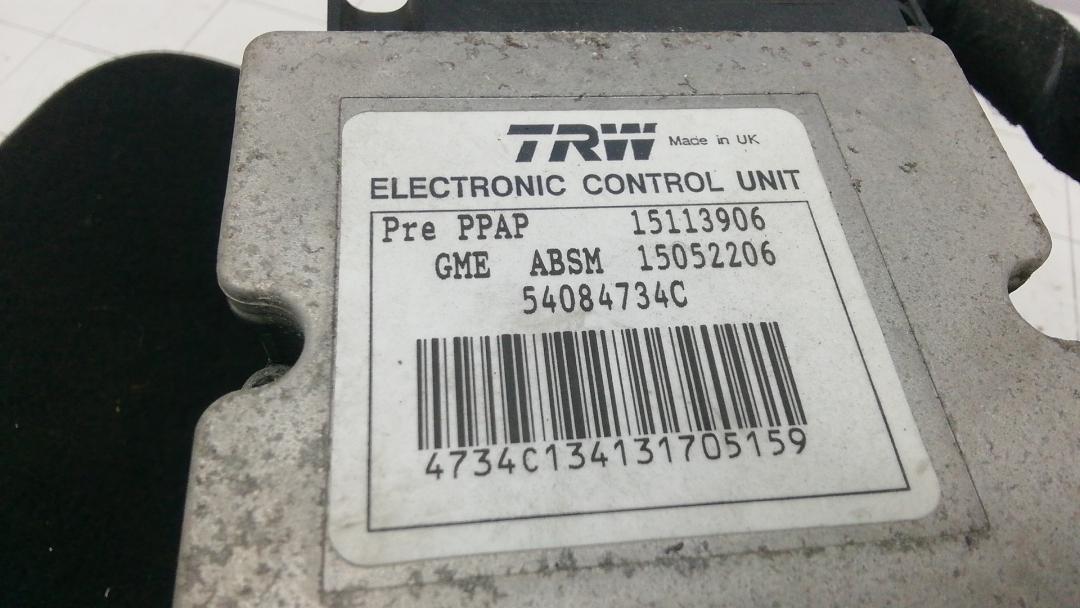 TRW Made in UK
ELECTRONIC CONTROL UNIT
Pre PPAP 15113906
GME ABSM 15052206
54084734C
4734C134131705159